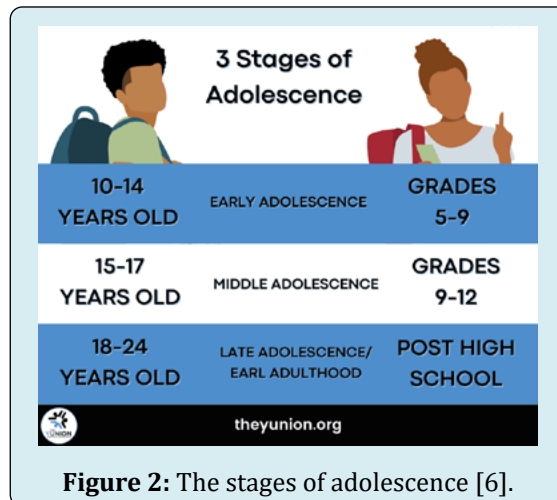 3 Stages of
Adolescence
10-14
YEARS OLD
EARLY ADOLESCENCE
GRADES
5-9
15-17
YEARS OLD
MIDDLE ADOLESCENCE
GRADES
9-12
18-24
YEARS OLD
LATE ADOLESCENCE/
EARL ADULTHOOD
POST HIGH
SCHOOL
YUNION
theyunion.org
Figure 2: The stages of adolescence [6].